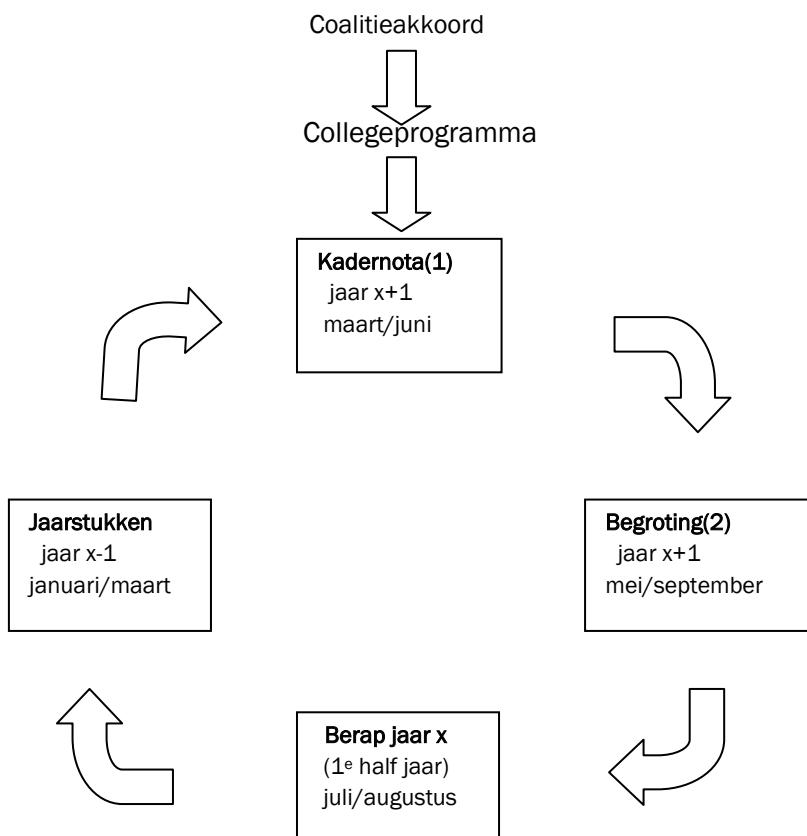 Coalitieakkoord
Collegeprogramma
Kadernota(1)
jaar x+1
maart/juni
Jaarstukken
jaar x-1
januari/maart
Begroting(2)
jaar x+1
mei/september
Berap jaar x
(1e half jaar)
juli/augustus